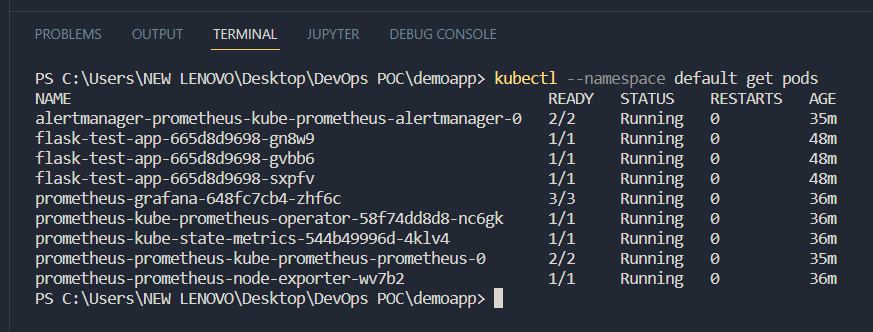 PROBLEMS OUTPUT TERMINAL JUPYTER DEBUG CONSOLE
PS C:\Users\NEW LENOVO\Desktop\DevOps POC\demoapp> kubectl --namespace default get pods
NAME READY STATUS RESTARTS AGE
alertmanager-prometheus-kube-prometheus-alertmanager-0 2/2 Running 0 35m
flask-test-app-665d8d9698-gn8w9 1/1 Running 0 48m
flask-test-app-665d8d9698-gvbb6 1/1 Running 0 48m
flask-test-app-665d8d9698-sxpfv 1/1 Running 0 48m
prometheus-grafana-648fc7cb4-zhf6c 3/3 Running 0 36m
prometheus-kube-prometheus-operator-58f74dd8d8-nc6gk 1/1 Running 0 36m
prometheus-kube-state-metrics-544b49996d-4klv4 1/1 Running 0 36m
prometheus-prometheus-kube-prometheus-prometheus-0 2/2 Running 0 35m
prometheus-prometheus-node-exporter-wv7b2 1/1 Running 0 36m
PS C:\Users\NEW LENOVO\Desktop\DevOps POC\demoapp>